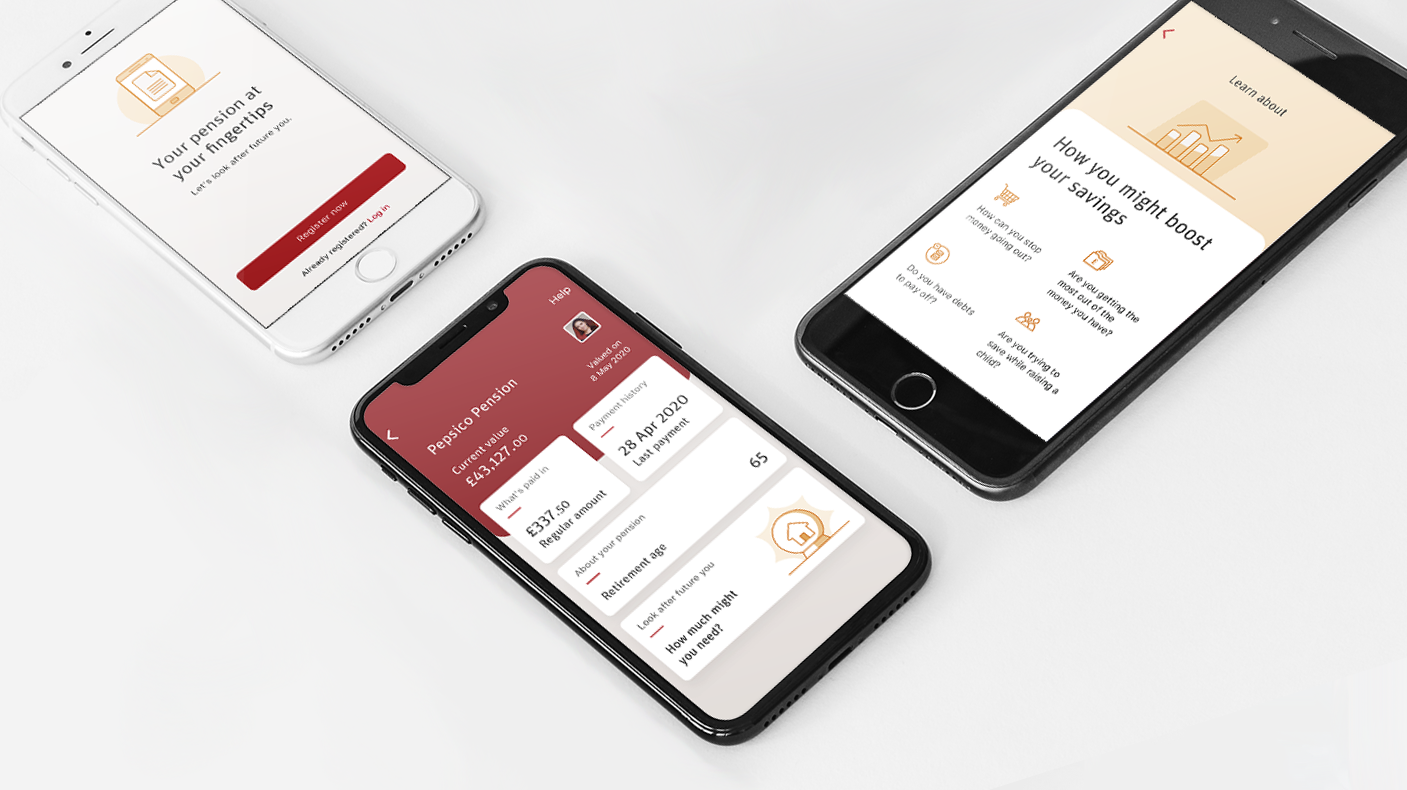 Your pension at
your fingertips
Let's look after future you.
Register now
Already registered? Log in
Help
Valued on
8 May 2020
Pepsico Pension
Current value
£43,127.00
What's paid in
£337.50
Regular amount
Payment history
28 Apr 2020
Last payment
About your pension
Retirement age
65
Look after future you
How much might
you need?
Learn about
How you might boost
your savings
How can you stop
money going out?
Do you have debts
to pay off?
Are you getting the
most out of the
money you have?
Are you trying to
save while raising a
child?